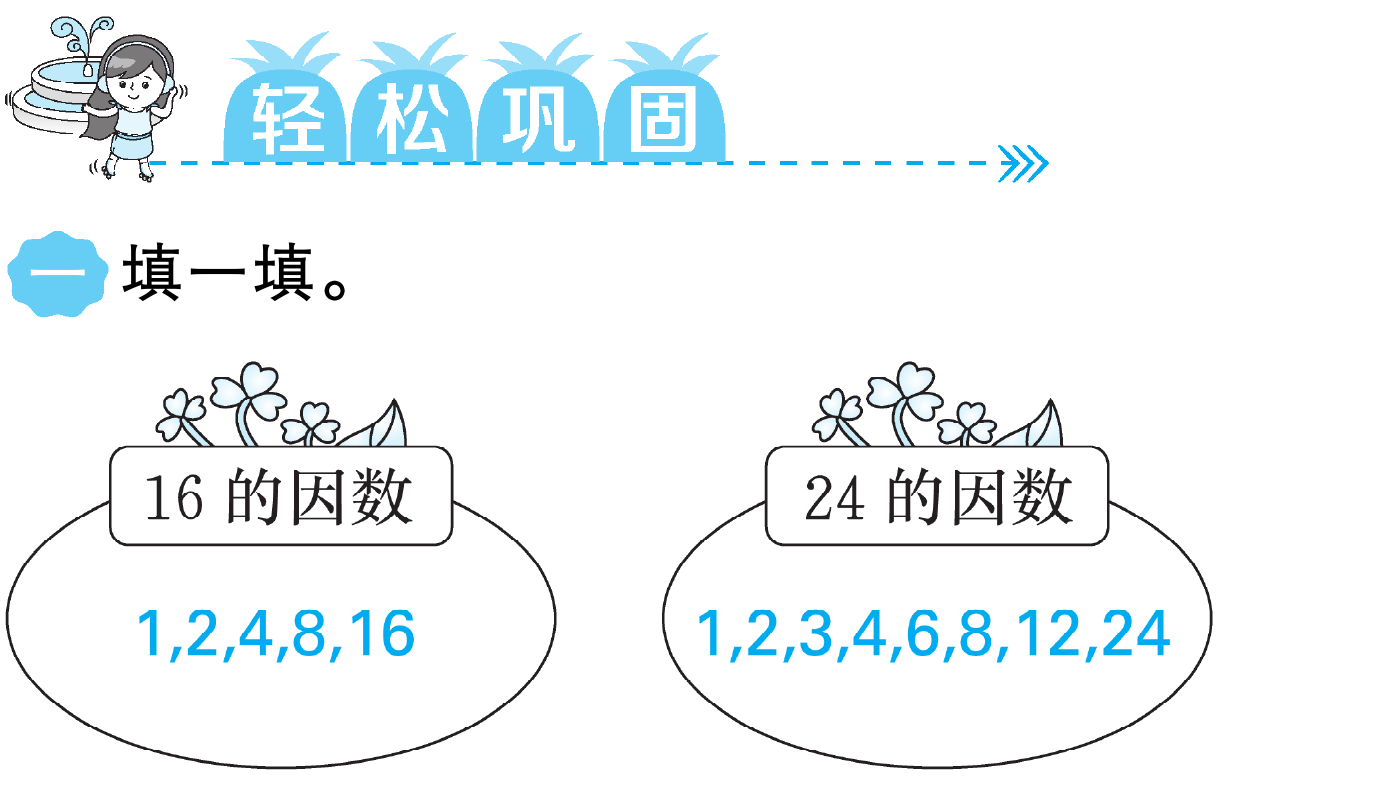 轻松巩固
一 填一填。
16 的因数
24 的因数
1,2,4,8,16
1,2,3,4,6,8,12,24